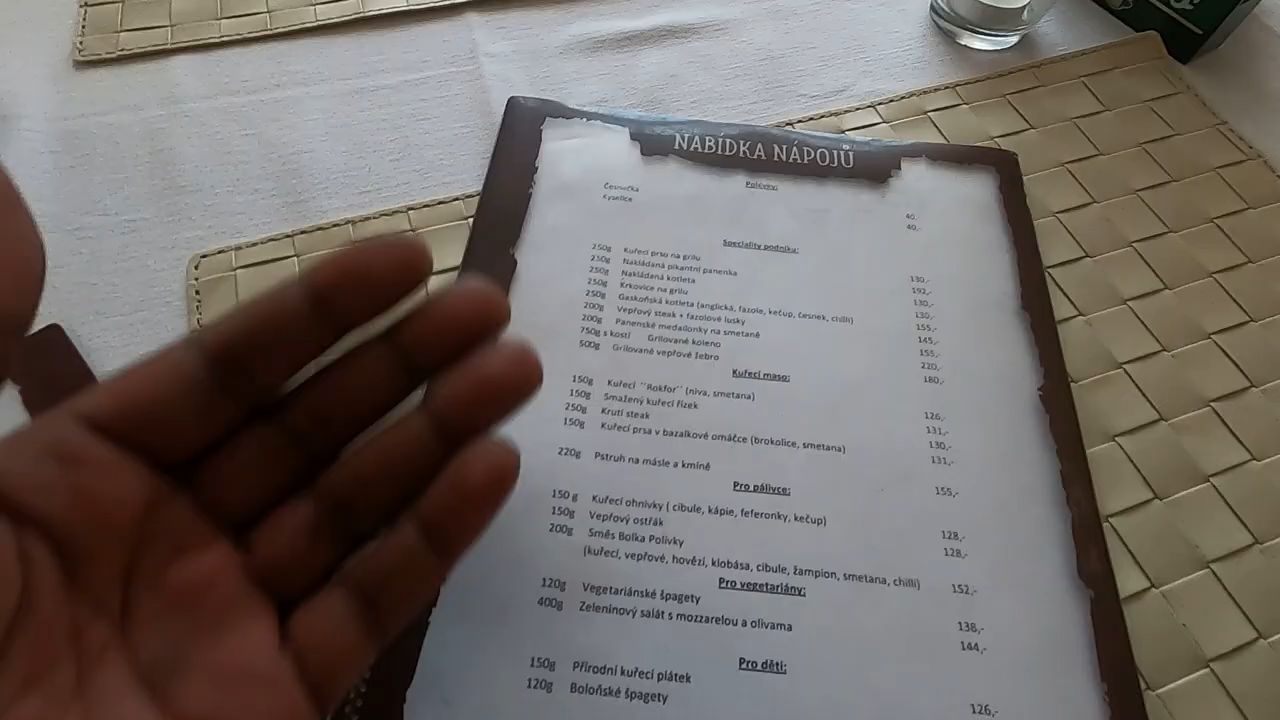 NABÍDKA NÁPOJŮ
Polévky:
Česnečka 40,-
Kyselice 40,-
Speciality podniku:
250g Kuřecí prso na grilu 130,-
250g Nakládaná pikantní panenka 192,-
250g Nakládaná kotleta 130,-
250g Krkovice na grilu 130,-
250g Gaskoňská kotleta (anglická, fazole, kečup, česnek, chilli) 155,-
200g Vepřový steak + fazolové lusky 145,-
200g Panenské medailonky na smetaně 155,-
750g s kostí Grilované koleno 220,-
500g Grilované vepřové žebro 180,-
Kuřecí maso:
150g Kuřecí ´´Rokfor´´ (niva, smetana) 126,-
150g Smažený kuřecí řízek 131,-
250g Krutí steak 130,-
150g Kuřecí prsa v bazalkové omáčce (brokolice, smetana) 131,-
220g Pstruh na másle a kmíně 155,-
Pro pálivce:
150 g Kuřecí ohnivky ( cibule, kápie, feferonky, kečup) 128,-
150g Vepřový ostřák 128,-
200g Směs Bolka Polívky 152,-
(kuřecí, vepřové, hovězí, klobása, cibule, žampion, smetana, chilli)
Pro vegetariány:
120g Vegetariánské špagety 138,-
400g Zeleninový salát s mozzarelou a olivama 144,-
Pro děti:
150g Přírodní kuřecí plátek 126,-
120g Boloňské špagety